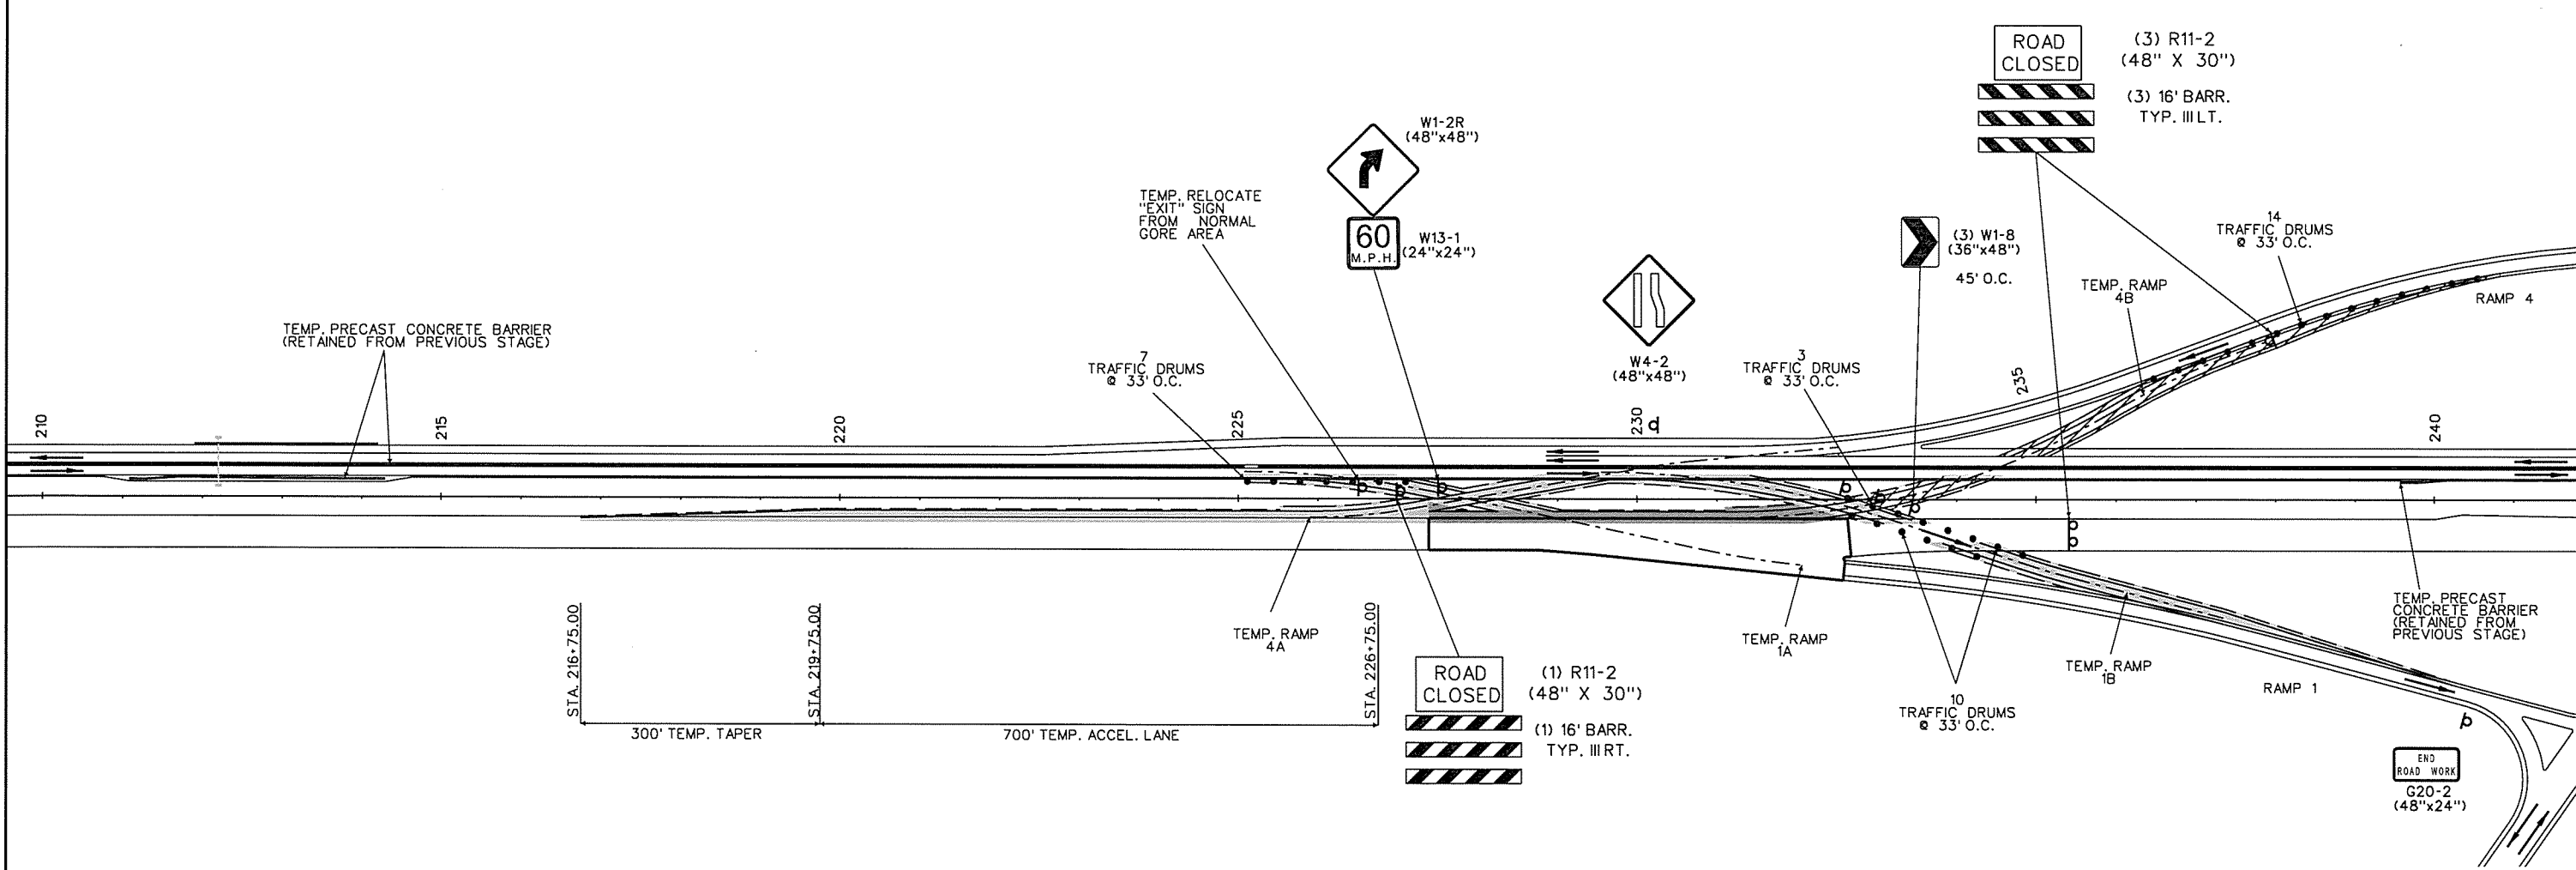 ROAD
CLOSED
(3) R11-2
(48" X 30")
(3) 16' BARR.
TYP. III LT.
W1-2R
(48"x48")
60
M.P.H.
W13-1
(24"x24")
TEMP. RELOCATE
"EXIT" SIGN
FROM NORMAL
GORE AREA
(3) W1-8
(36"x48")
45' O.C.
14
TRAFFIC DRUMS
@ 33' O.C.
TEMP. RAMP
4B
RAMP 4
TEMP. PRECAST CONCRETE BARRIER
(RETAINED FROM PREVIOUS STAGE)
7
TRAFFIC DRUMS
@ 33' O.C.
W4-2
(48"x48")
3
TRAFFIC DRUMS
@ 33' O.C.
210
215
220
225
230
235
240
STA. 216+75.00
STA. 219+75.00
STA. 226+75.00
300' TEMP. TAPER
700' TEMP. ACCEL. LANE
TEMP. RAMP
4A
ROAD
CLOSED
(1) R11-2
(48" X 30")
(1) 16' BARR.
TYP. III RT.
TEMP. RAMP
1A
10
TRAFFIC DRUMS
@ 33' O.C.
TEMP. RAMP
1B
RAMP 1
TEMP. PRECAST
CONCRETE BARRIER
(RETAINED FROM
PREVIOUS STAGE)
END
ROAD WORK
G20-2
(48"x24")